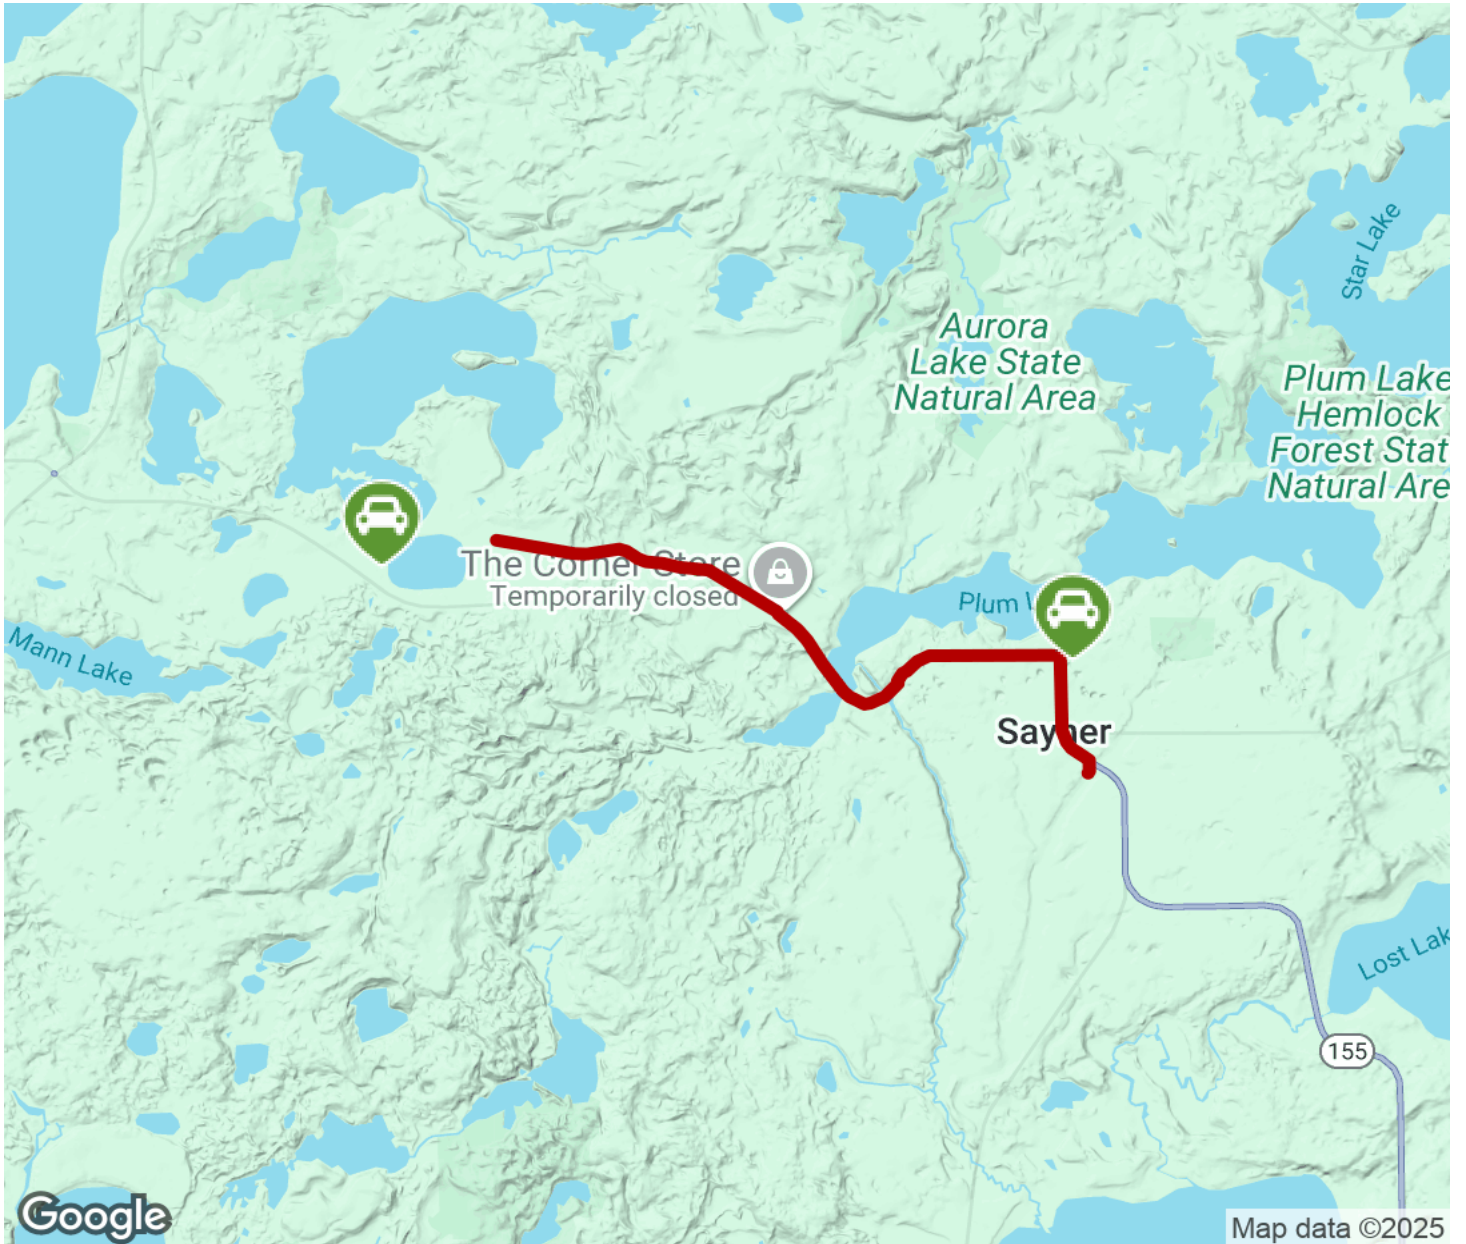 Star Lake
Aurora
Lake State
Natural Area
Plum Lake
Hemlock
Forest Stat
Natural Are
The Corner Store
Temporarily closed
Plum L
Mann Lake
Sayner
Lost Lak
155
Google
Map data ©2025